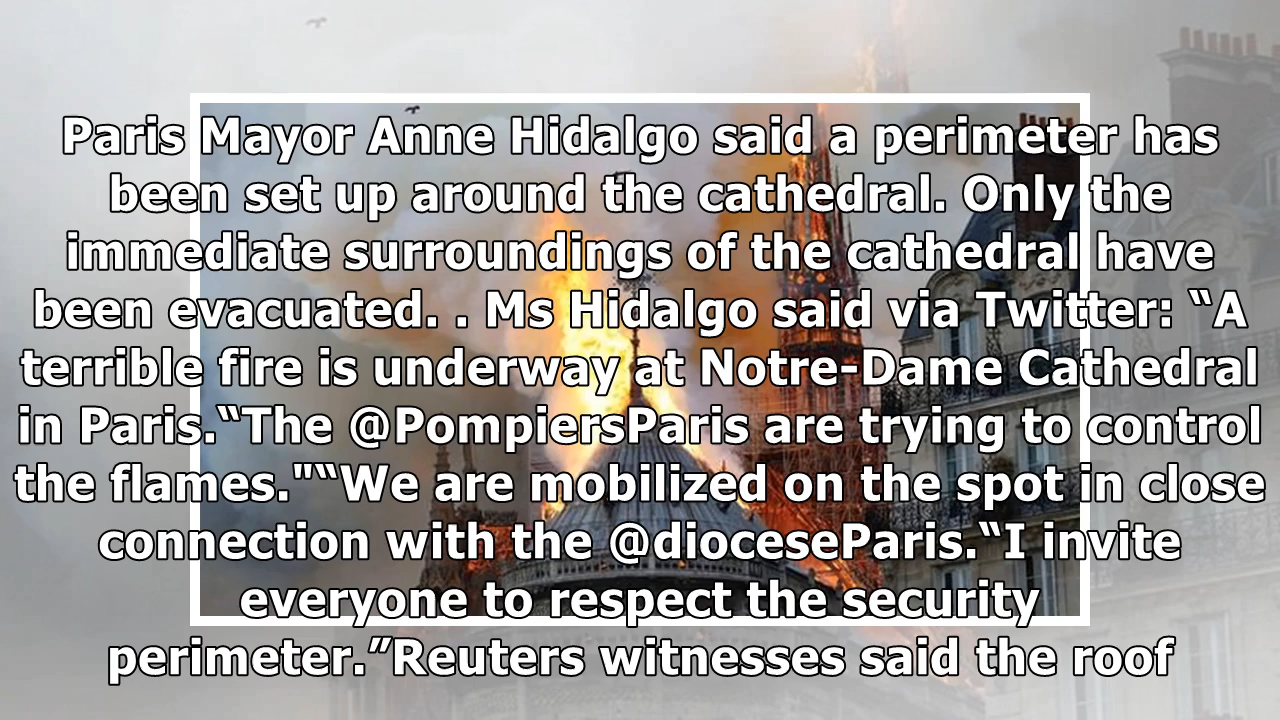 Paris Mayor Anne Hidalgo said a perimeter has
been set up around the cathedral. Only the
immediate surroundings of the cathedral have
been evacuated. . Ms Hidalgo said via Twitter: “A
terrible fire is underway at Notre-Dame Cathedral
in Paris.“The @PompiersParis are trying to control
the flames."“We are mobilized on the spot in close
connection with the @dioceseParis.“I invite
everyone to respect the security
perimeter.”Reuters witnesses said the roof